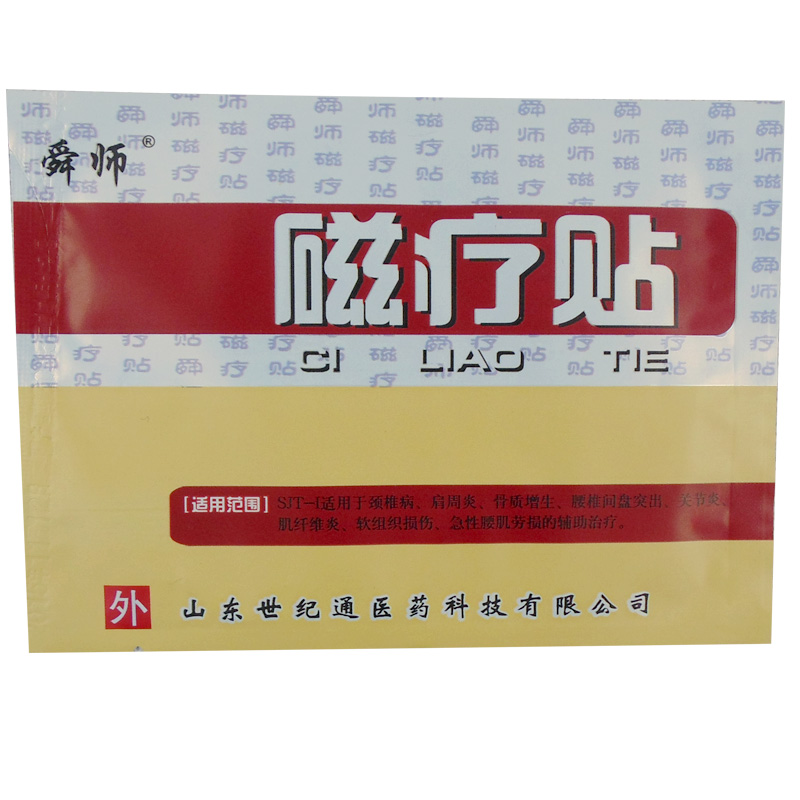 舜师®
磁疗贴
CI LIAO TIE
[适用范围] SJT-I适用于颈椎病、肩周炎、骨质增生、腰椎间盘突出、关节炎、
肌纤维炎、软组织损伤、急性腰肌劳损的辅助治疗。
外 山东世纪通医药科技有限公司